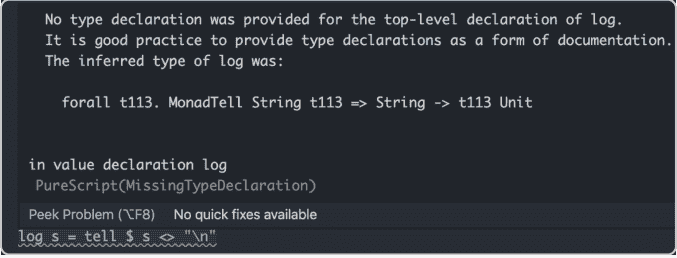 No type declaration was provided for the top-level declaration of log.
It is good practice to provide type declarations as a form of documentation.
The inferred type of log was:
forall t113. MonadTell String t113 => String -> t113 Unit
in value declaration log
PureScript(MissingTypeDeclaration)
Peek Problem (⌥F8) No quick fixes available
log s = tell $ s <> "\n"